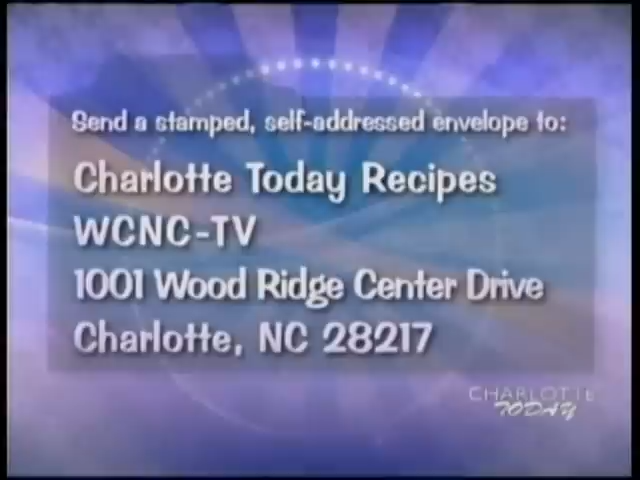 Send a stamped, self-addressed envelope to:
Charlotte Today Recipes
WCNC-TV
1001 Wood Ridge Center Drive
Charlotte, NC 28217
CHARLOTTE
TODAY